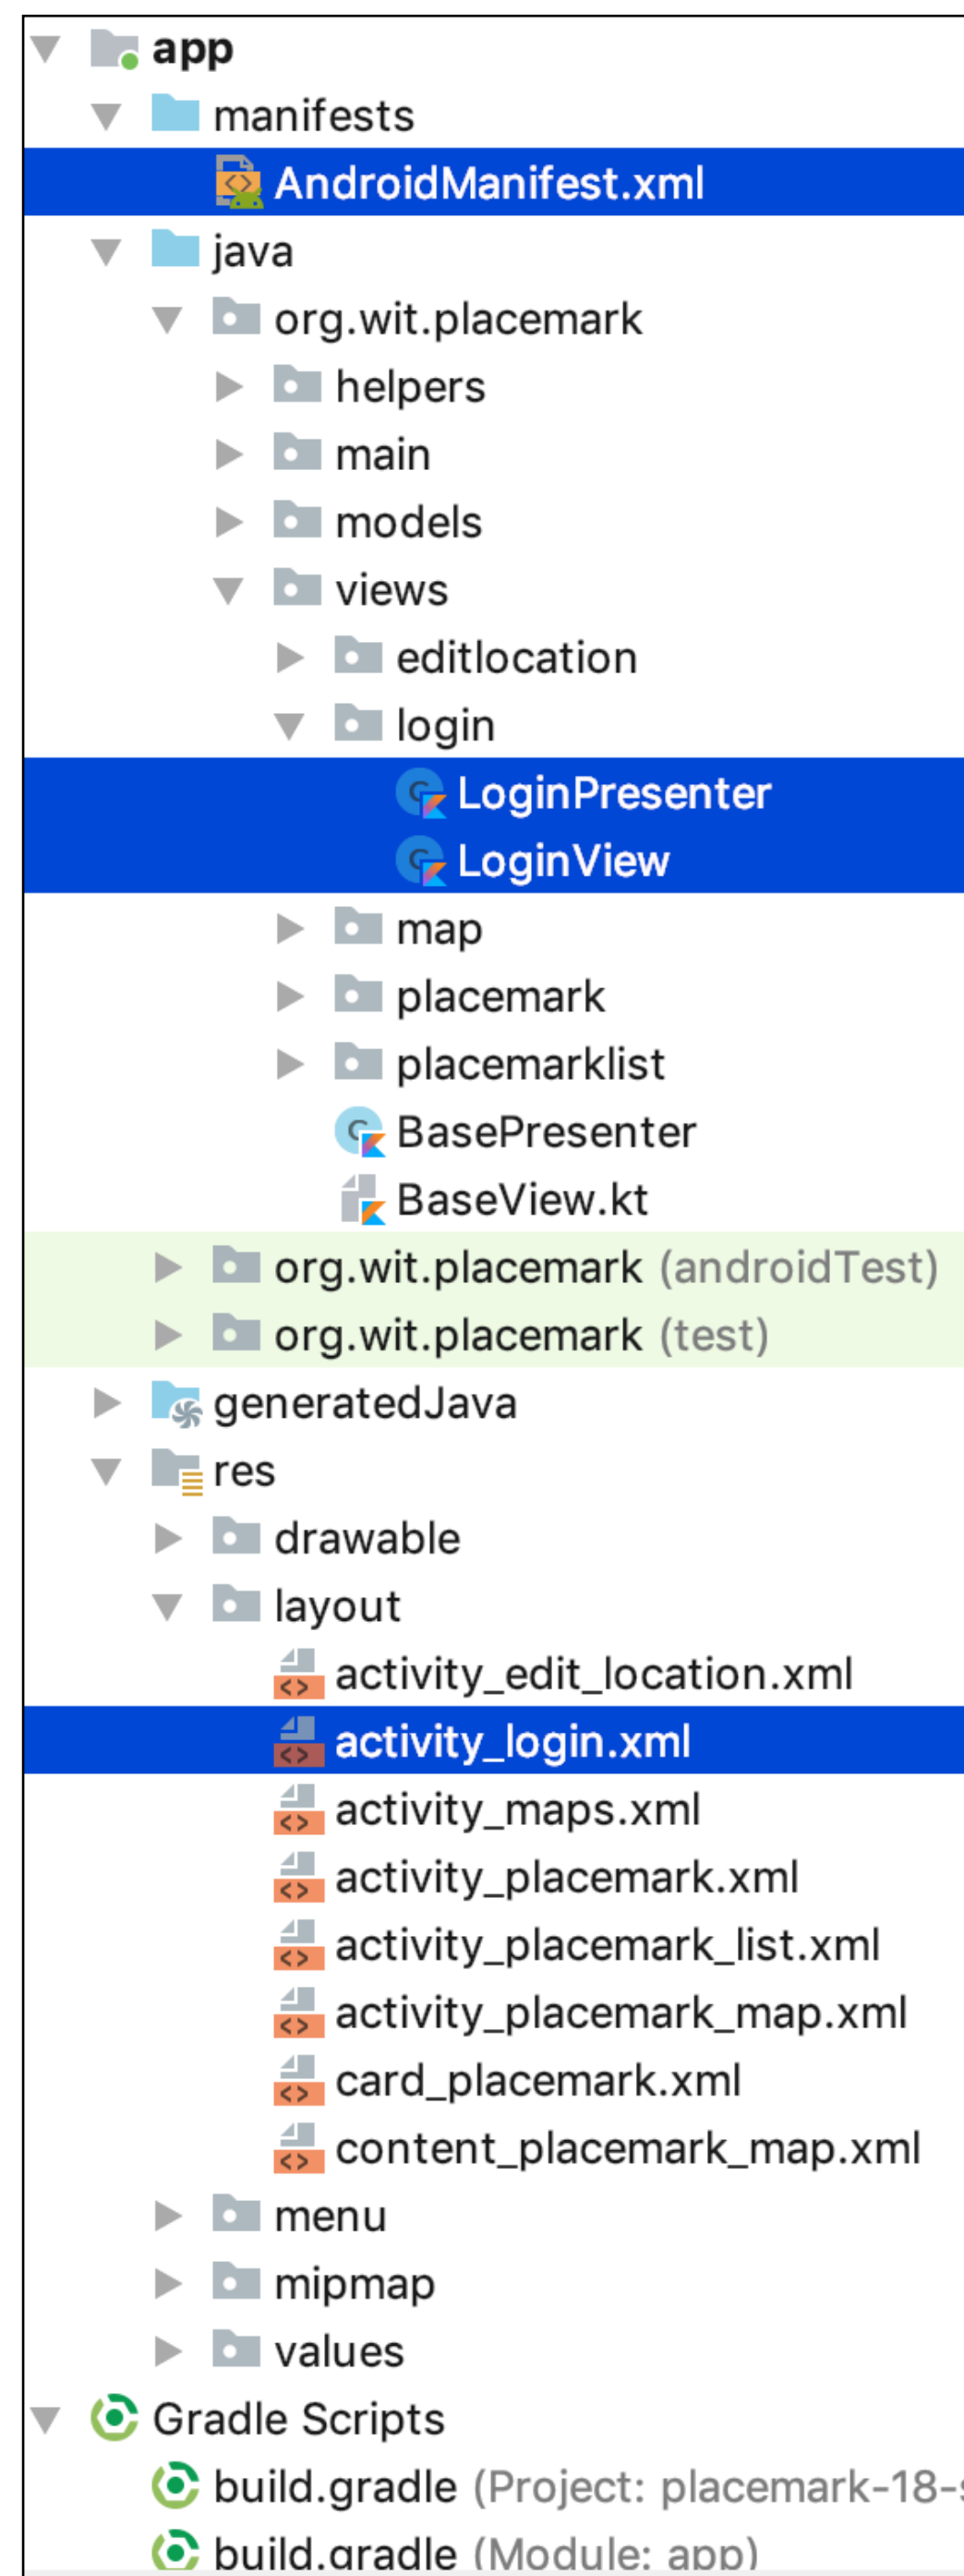 app
manifests
AndroidManifest.xml
java
org.wit.placemark
helpers
main
models
views
editlocation
login
LoginPresenter
LoginView
map
placemark
placemarklist
BasePresenter
BaseView.kt
org.wit.placemark (androidTest)
org.wit.placemark (test)
generatedJava
res
drawable
layout
activity_edit_location.xml
activity_login.xml
activity_maps.xml
activity_placemark.xml
activity_placemark_list.xml
activity_placemark_map.xml
card_placemark.xml
content_placemark_map.xml
menu
mipmap
values
Gradle Scripts
build.gradle (Project: placemark-18-
build.gradle (Module: app)